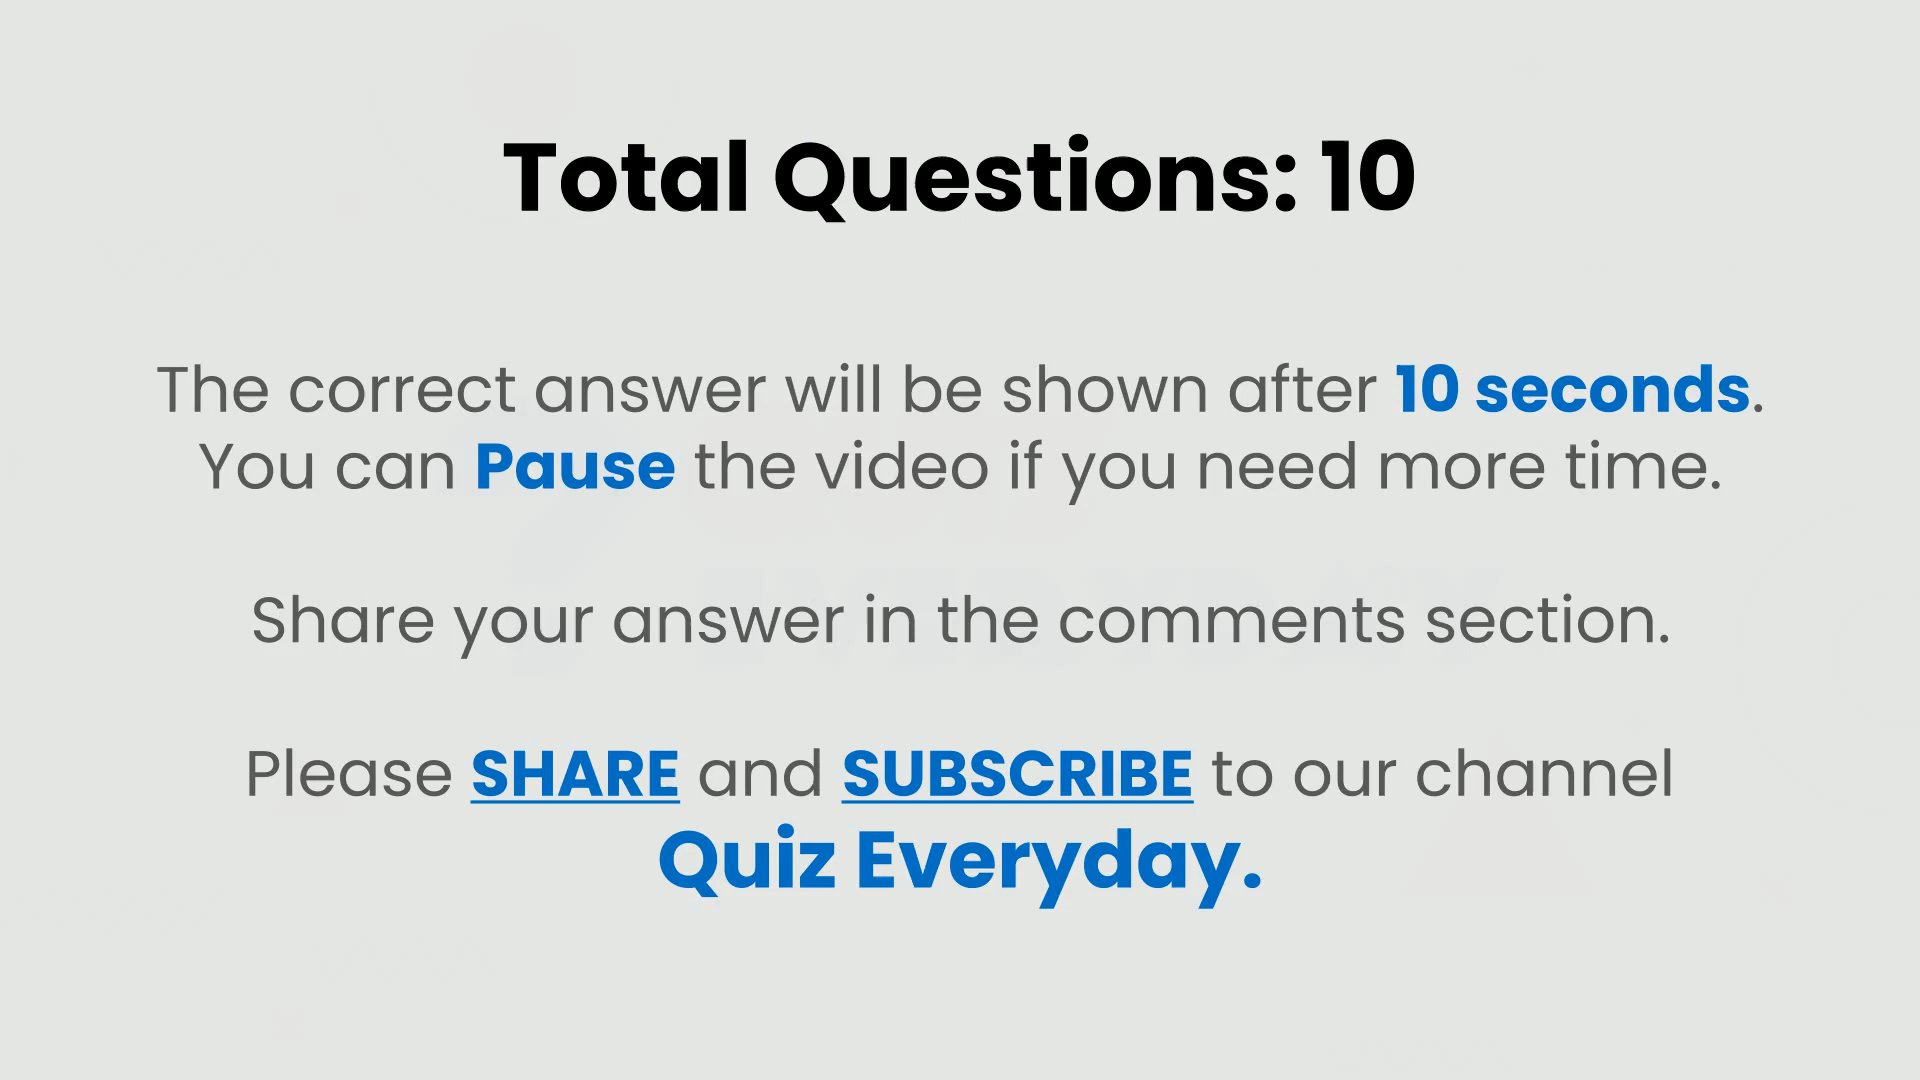 Total Questions: 10
The correct answer will be shown after 10 seconds.
You can Pause the video if you need more time.
Share your answer in the comments section.
Please SHARE and SUBSCRIBE to our channel
Quiz Everyday.